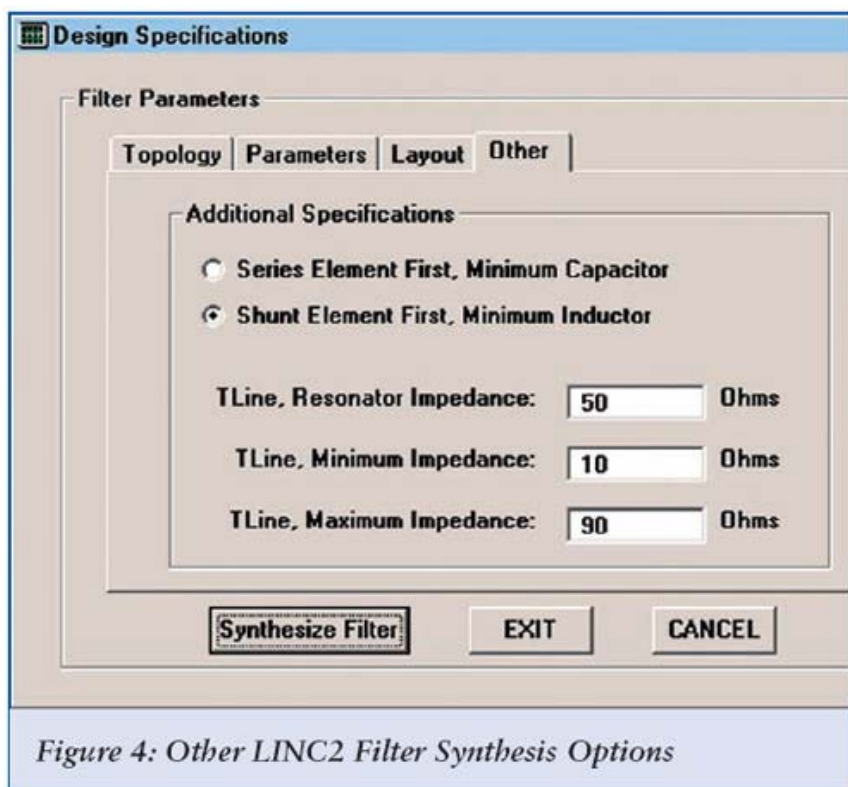 Design Specifications
Filter Parameters
Topology Parameters Layout Other
Additional Specifications
Series Element First, Minimum Capacitor
Shunt Element First, Minimum Inductor
TLine, Resonator Impedance: 50 Ohms
TLine, Minimum Impedance: 10 Ohms
TLine, Maximum Impedance: 90 Ohms
Synthesize Filter EXIT CANCEL
Figure 4: Other LINC2 Filter Synthesis Options